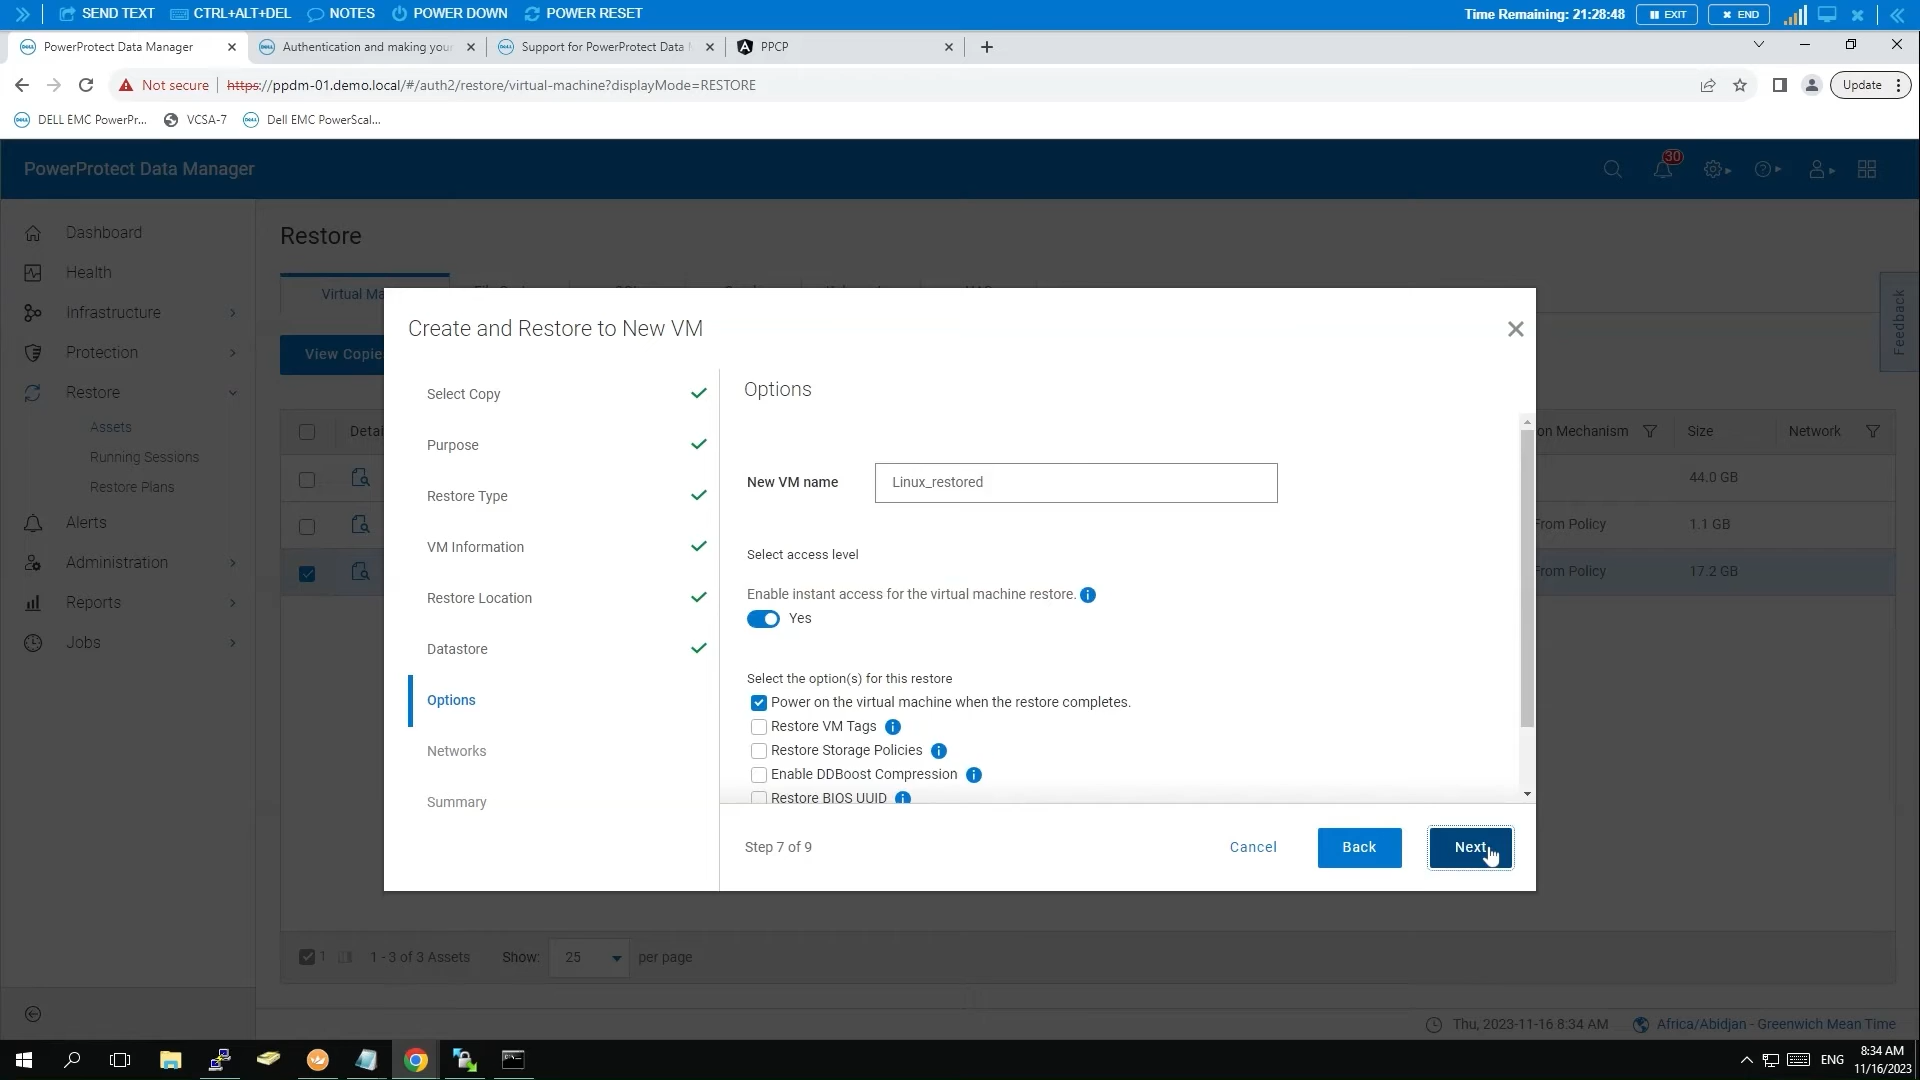 SEND TEXT CTRL+ALT+DEL NOTES POWER DOWN POWER RESET Time Remaining: 21:28:48 EXIT END
PowerProtect Data Manager Authentication and making your Support for PowerProtect Data PPCP
Not secure https://ppdm-01.demo.local/#/auth2/restore/virtual-machine?displayMode=RESTORE Update
DELL EMC PowerPr... VCSA-7 Dell EMC PowerScal...
PowerProtect Data Manager 30
Dashboard
Health
Infrastructure
Protection
Restore
Assets
Running Sessions
Restore Plans
Alerts
Administration
Reports
Jobs
Restore
Virtual Ma
View Copie
Detai
on Mechanism Size Network
44.0 GB
From Policy 1.1 GB
From Policy 17.2 GB
Feedback
Create and Restore to New VM
Select Copy
Purpose
Restore Type
VM Information
Restore Location
Datastore
Options
Networks
Summary
Options
New VM name Linux_restored
Select access level
Enable instant access for the virtual machine restore.
Yes
Select the option(s) for this restore
Power on the virtual machine when the restore completes.
Restore VM Tags
Restore Storage Policies
Enable DDBoost Compression
Restore BIOS UUID
Step 7 of 9 Cancel Back Next
1 1 - 3 of 3 Assets Show: 25 per page
Thu, 2023-11-16 8:34 AM Africa/Abidjan - Greenwich Mean Time
ENG 8:34 AM
11/16/2023